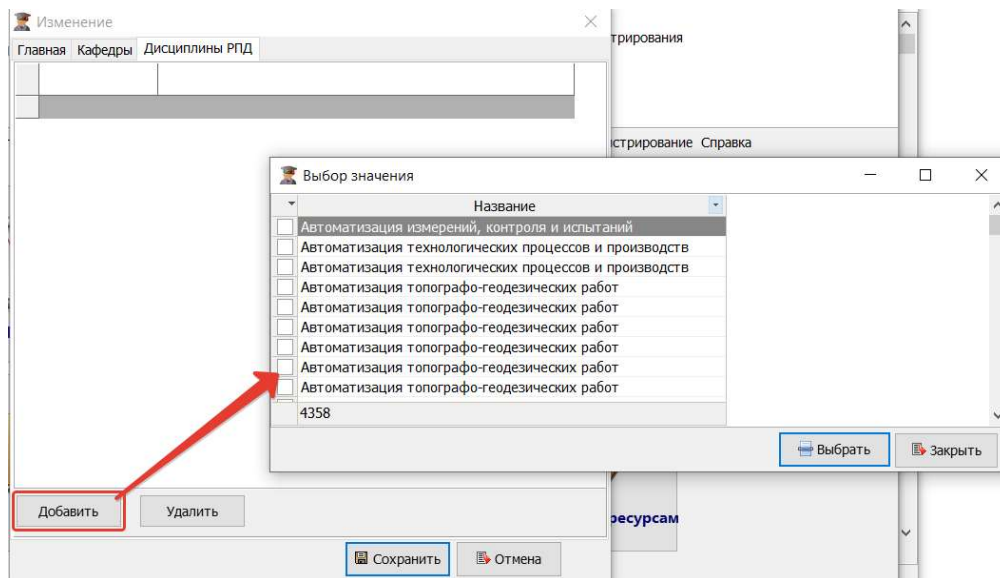 Изменение
Главная Кафедры Дисциплины РПД
трирования
стрирование Справка
Выбор значения
Название
Автоматизация измерений, контроля и испытаний
Автоматизация технологических процессов и производств
Автоматизация технологических процессов и производств
Автоматизация топографо-геодезических работ
Автоматизация топографо-геодезических работ
Автоматизация топографо-геодезических работ
Автоматизация топографо-геодезических работ
Автоматизация топографо-геодезических работ
Автоматизация топографо-геодезических работ
4358
Выбрать Закрыть
Добавить Удалить
ресурсам
Сохранить Отмена